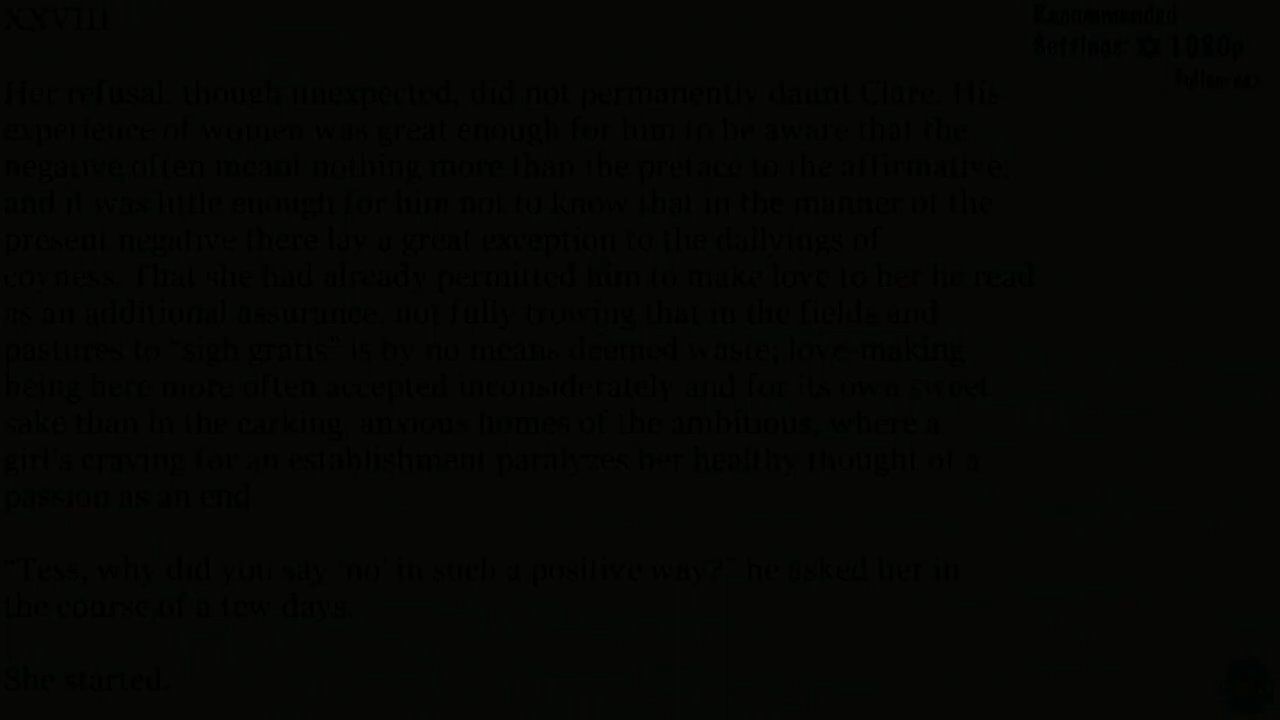 XXVIII
Recommended
Settings: 1080p
fullscreen
Her refusal, though unexpected, did not permanently daunt Clare. His
experience of women was great enough for him to be aware that the
negative often meant nothing more than the preface to the affirmative;
and it was little enough for him not to know that in the manner of the
present negative there lay a great exception to the dallyings of
coyness. That she had already permitted him to make love to her he read
as an additional assurance, not fully trowing that in the fields and
pastures to "sigh gratis" is by no means deemed waste; love-making
being here more often accepted inconsiderately and for its own sweet
sake than in the carking, anxious homes of the ambitious, where a
girl's craving for an establishment paralyzes her healthy thought of a
passion as an end.
"Tess, why did you say 'no' in such a positive way?" he asked her in
the course of a few days.
She started.